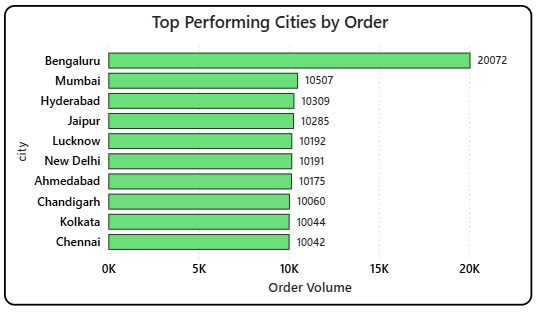 Top Performing Cities by Order
city
Bengaluru 20072
Mumbai 10507
Hyderabad 10309
Jaipur 10285
Lucknow 10192
New Delhi 10191
Ahmedabad 10175
Chandigarh 10060
Kolkata 10044
Chennai 10042
0K 5K 10K 15K 20K
Order Volume